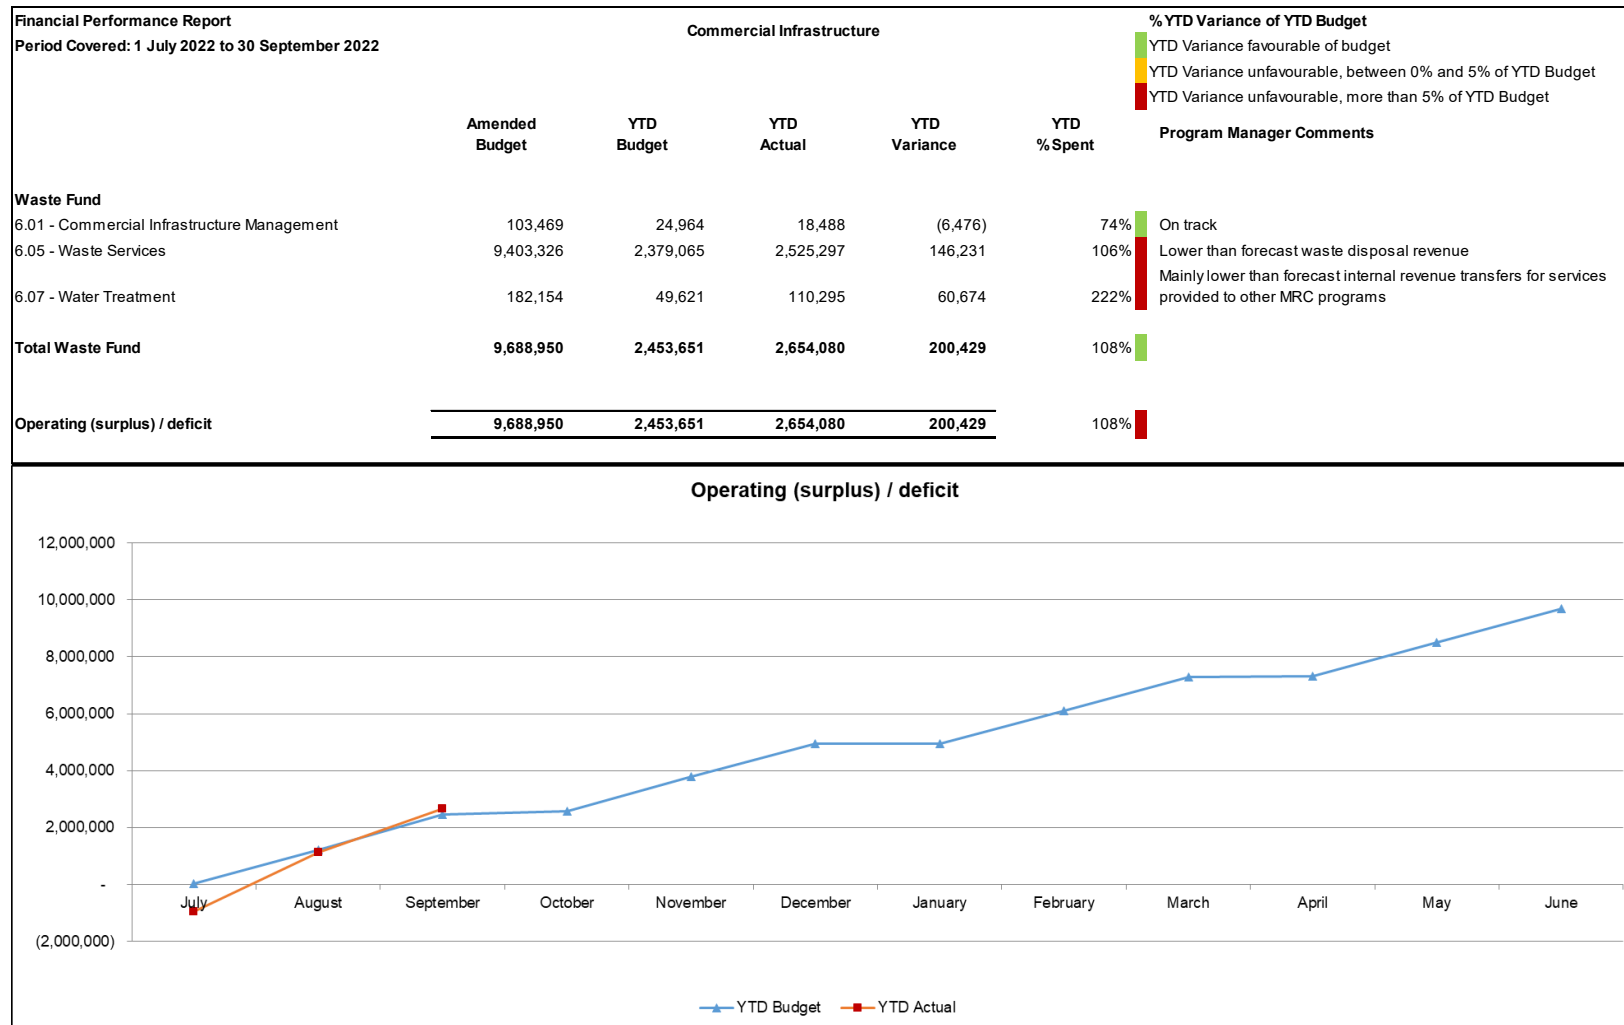 Financial Performance Report
Period Covered: 1 July 2022 to 30 September 2022
Commercial Infrastructure
%YTD Variance of YTD Budget
YTD Variance favourable of budget
YTD Variance unfavourable, between 0% and 5% of YTD Budget
YTD Variance unfavourable, more than 5% of YTD Budget
Amended Budget YTD Budget YTD Actual YTD Variance YTD %Spent Program Manager Comments
Waste Fund
6.01 - Commercial Infrastructure Management 103,469 24,964 18,488 (6,476) 74% On track
6.05 - Waste Services 9,403,326 2,379,065 2,525,297 146,231 106% Lower than forecast waste disposal revenue
6.07 - Water Treatment 182,154 49,621 110,295 60,674 222% Mainly lower than forecast internal revenue transfers for services provided to other MRC programs
Total Waste Fund 9,688,950 2,453,651 2,654,080 200,429 108%
Operating (surplus) / deficit 9,688,950 2,453,651 2,654,080 200,429 108%
Operating (surplus) / deficit
12,000,000
10,000,000
8,000,000
6,000,000
4,000,000
2,000,000
-
(2,000,000)
July August September October November December January February March April May June
YTD Budget YTD Actual